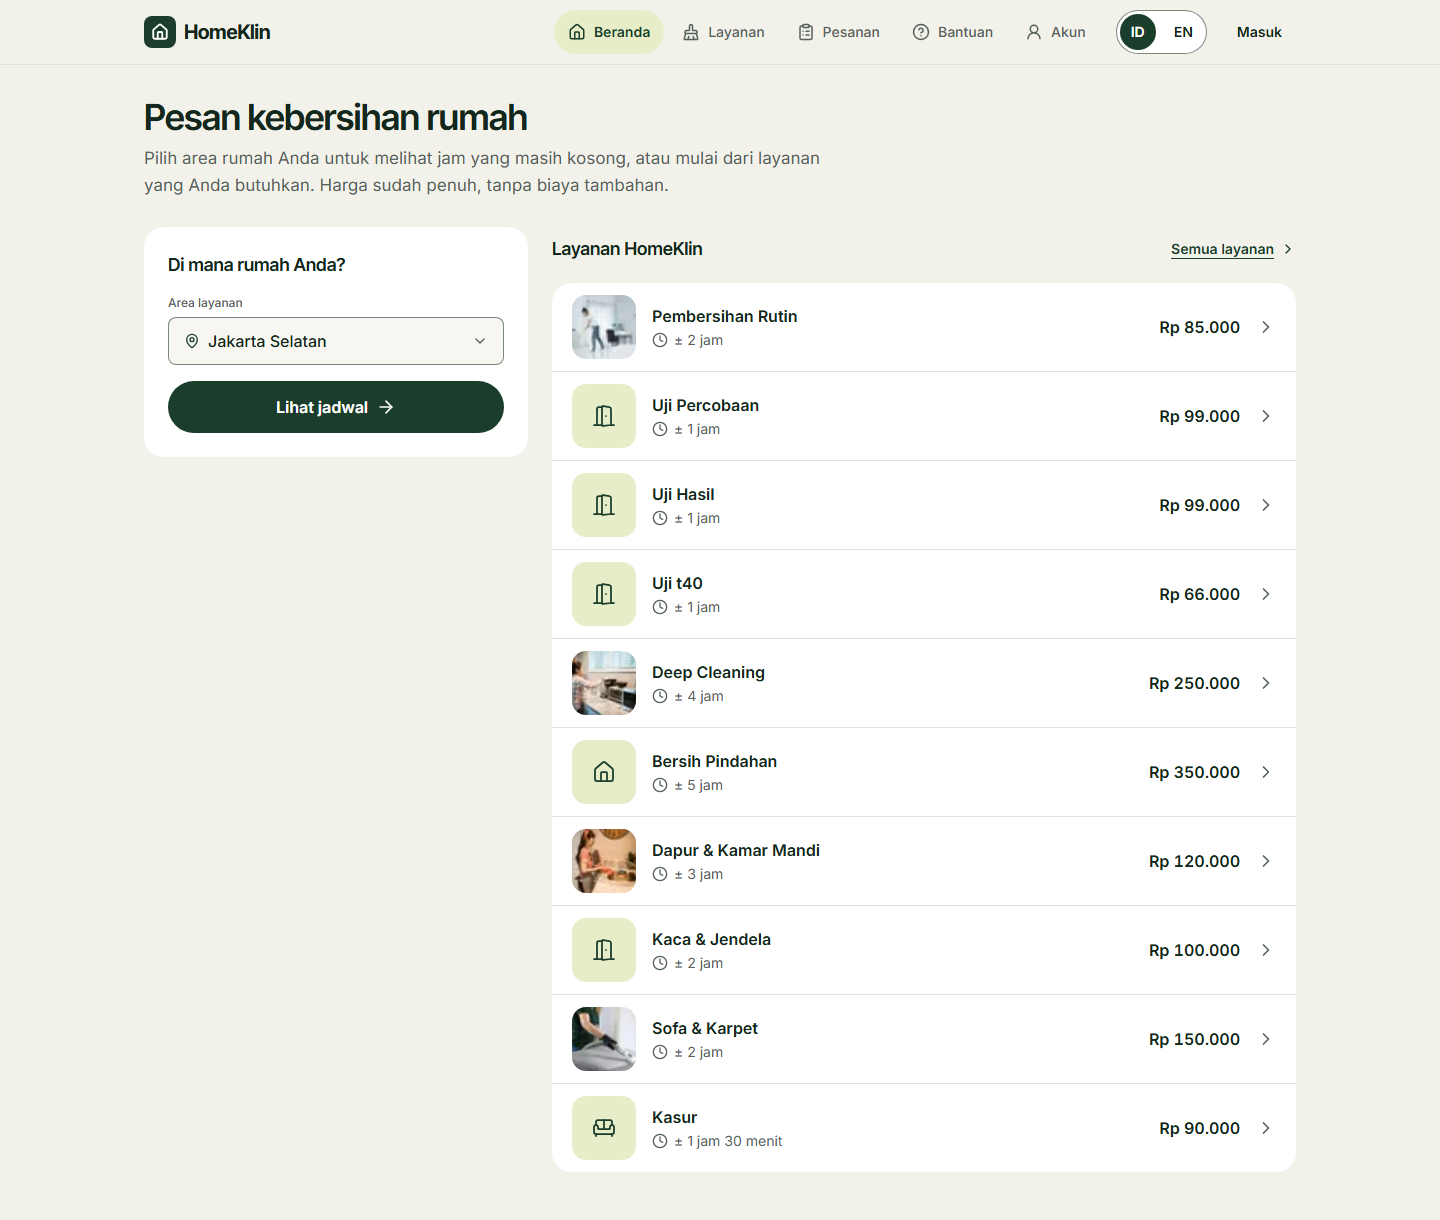 HomeKlin
Beranda
Layanan
Pesanan
Bantuan
Akun
ID
EN
Masuk
Pesan kebersihan rumah
Pilih area rumah Anda untuk melihat jam yang masih kosong, atau mulai dari layanan
yang Anda butuhkan. Harga sudah penuh, tanpa biaya tambahan.
Di mana rumah Anda?
Area layanan
Jakarta Selatan
Lihat jadwal
Layanan HomeKlin
Semua layanan
Pembersihan Rutin
± 2 jam
Rp 85.000
Uji Percobaan
± 1 jam
Rp 99.000
Uji Hasil
± 1 jam
Rp 99.000
Uji t40
± 1 jam
Rp 66.000
Deep Cleaning
± 4 jam
Rp 250.000
Bersih Pindahan
± 5 jam
Rp 350.000
Dapur & Kamar Mandi
± 3 jam
Rp 120.000
Kaca & Jendela
± 2 jam
Rp 100.000
Sofa & Karpet
± 2 jam
Rp 150.000
Kasur
± 1 jam 30 menit
Rp 90.000